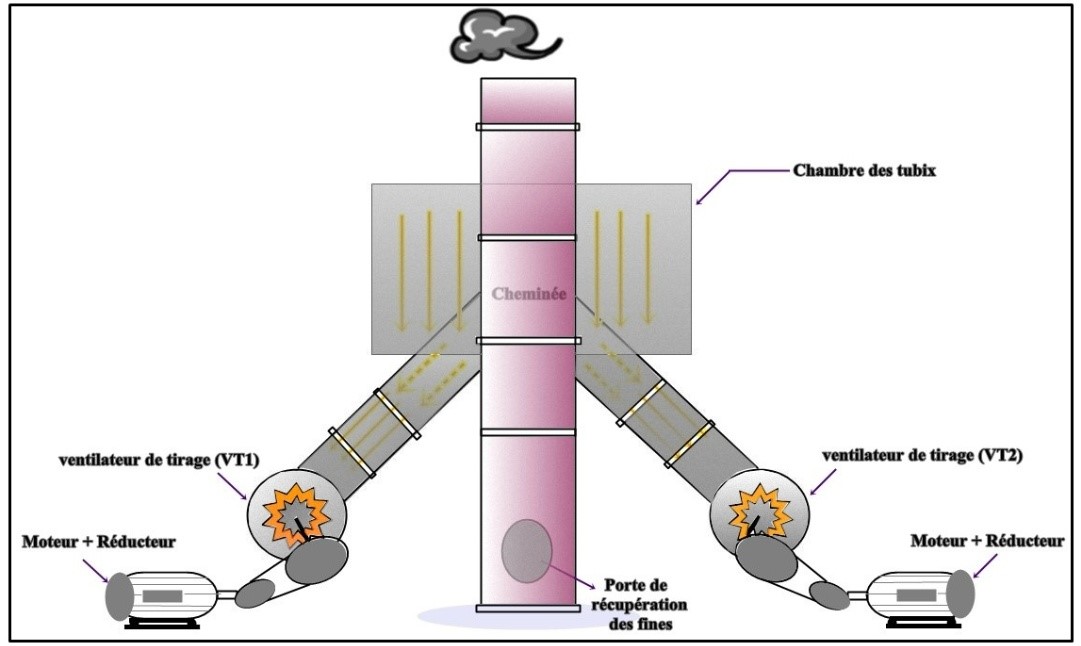 Chambre des tubix
Cheminée
ventilateur de tirage (VT1)
ventilateur de tirage (VT2)
Moteur + Réducteur
Moteur + Réducteur
Porte de
récupération
des fines